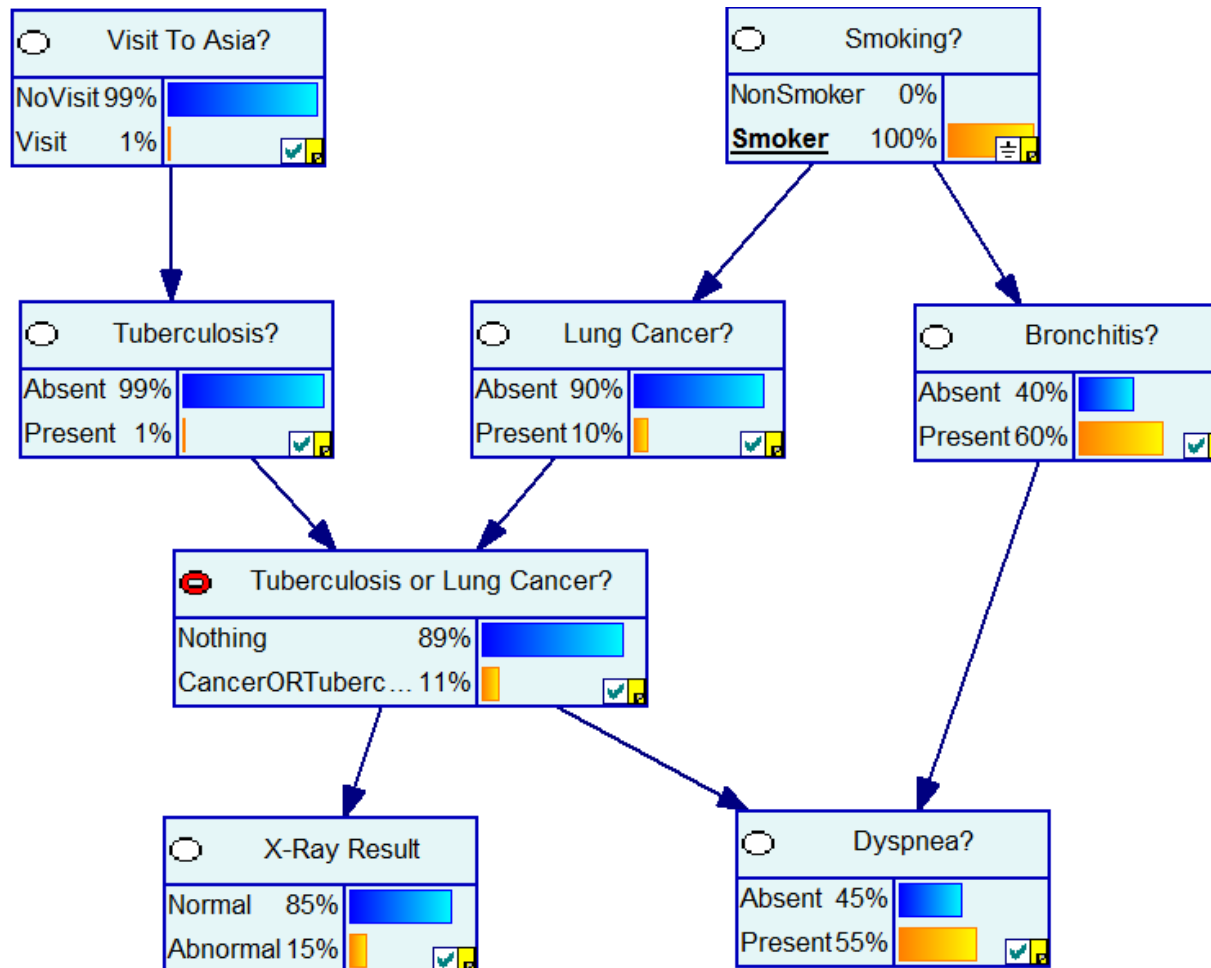 Visit To Asia?
NoVisit 99%
Visit 1%
Smoking?
NonSmoker 0%
Smoker 100%
Tuberculosis?
Absent 99%
Present 1%
Lung Cancer?
Absent 90%
Present 10%
Bronchitis?
Absent 40%
Present 60%
Tuberculosis or Lung Cancer?
Nothing 89%
CancerORTuberc... 11%
X-Ray Result
Normal 85%
Abnormal 15%
Dyspnea?
Absent 45%
Present 55%